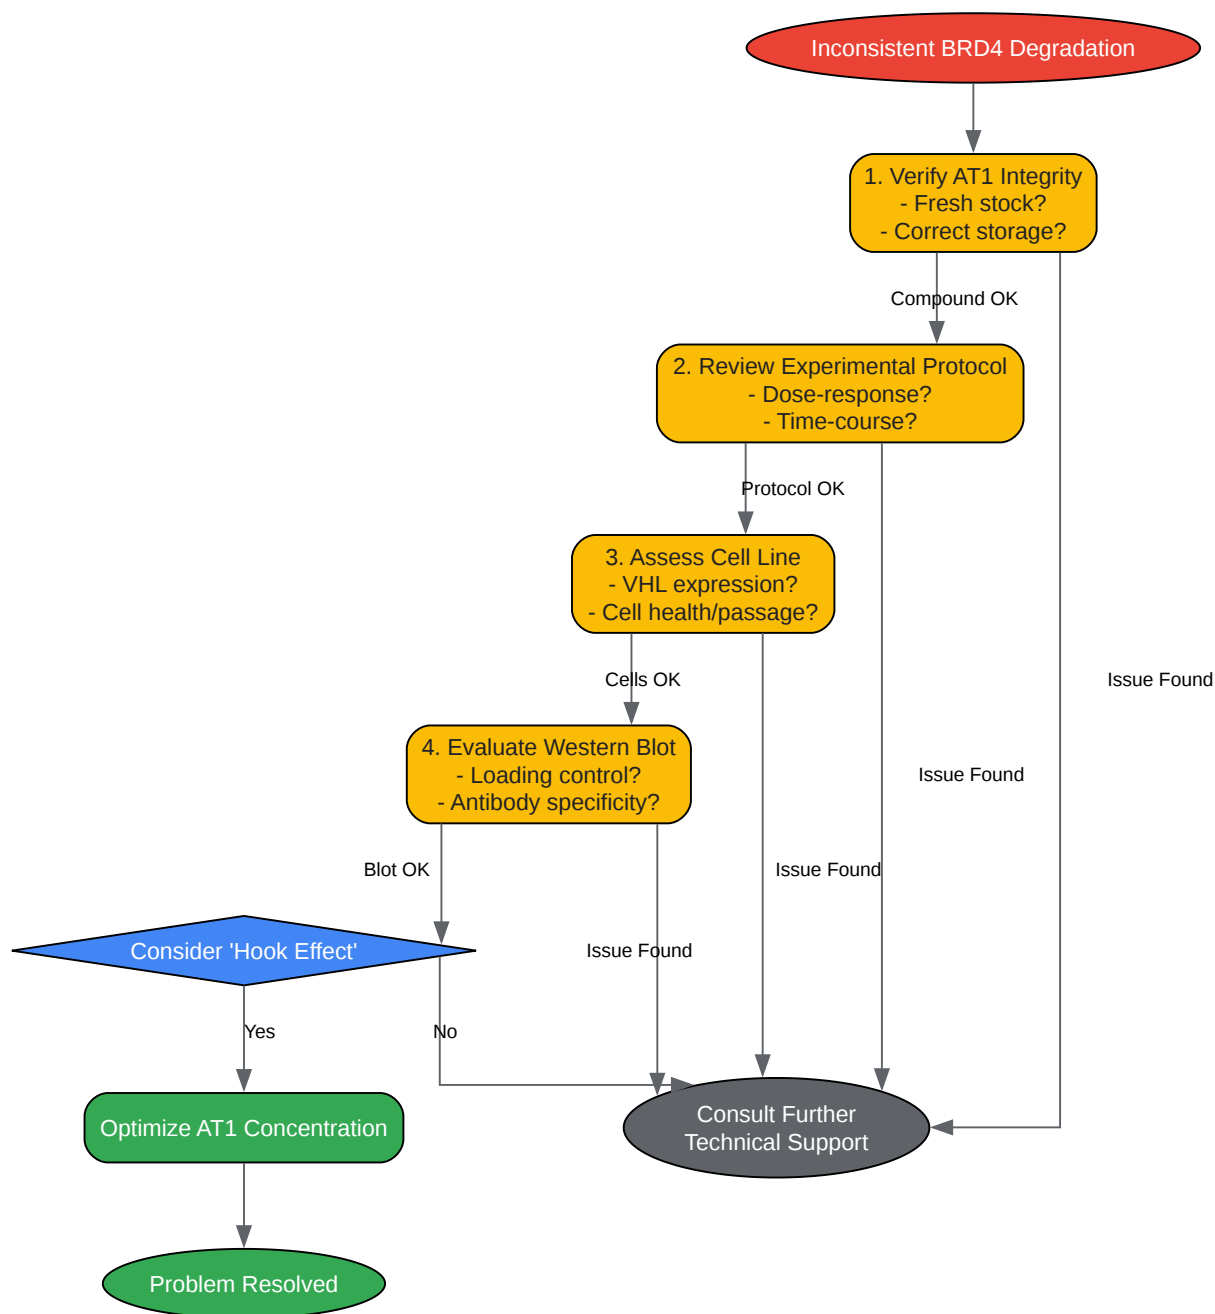 Inconsistent BRD4 Degradation
1. Verify AT1 Integrity
- Fresh stock?
- Correct storage?
Compound OK
2. Review Experimental Protocol
- Dose-response?
- Time-course?
Protocol OK
3. Assess Cell Line
- VHL expression?
- Cell health/passage?
Cells OK
Issue Found
4. Evaluate Western Blot
- Loading control?
- Antibody specificity?
Issue Found
Blot OK
Issue Found
Consider 'Hook Effect'
Issue Found
Yes
No
Optimize AT1 Concentration
Consult Further
Technical Support
Problem Resolved